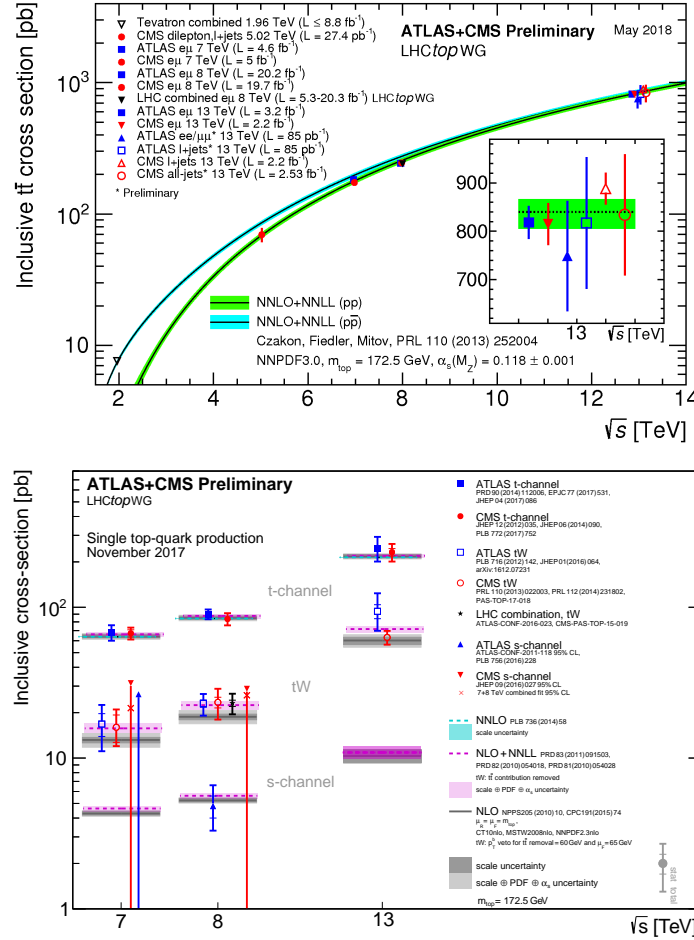 Inclusive tt̄ cross section [pb]
Tevatron combined 1.96 TeV (L ≤ 8.8 fb⁻¹)
CMS dilepton,l+jets 5.02 TeV (L = 27.4 pb⁻¹)
ATLAS eμ 7 TeV (L = 4.6 fb⁻¹)
CMS eμ 7 TeV (L = 5 fb⁻¹)
ATLAS eμ 8 TeV (L = 20.2 fb⁻¹)
CMS eμ 8 TeV (L = 19.7 fb⁻¹)
LHC combined eμ 8 TeV (L = 5.3-20.3 fb⁻¹) LHCtopWG
ATLAS eμ 13 TeV (L = 3.2 fb⁻¹)
CMS eμ 13 TeV (L = 2.2 fb⁻¹)
ATLAS ee/μμ* 13 TeV (L = 85 pb⁻¹)
ATLAS l+jets* 13 TeV (L = 85 pb⁻¹)
CMS l+jets 13 TeV (L = 2.2 fb⁻¹)
CMS all-jets* 13 TeV (L = 2.53 fb⁻¹)
* Preliminary
ATLAS+CMS Preliminary
LHCtopWG
May 2018
10³
10²
10
900
800
700
13
√s [TeV]
NNLO+NNLL (pp)
NNLO+NNLL (pp̄)
Czakon, Fiedler, Mitov, PRL 110 (2013) 252004
NNPDF3.0, m_top = 172.5 GeV, α_s(M_Z) = 0.118 ± 0.001
2 4 6 8 10 12 14
√s [TeV]
Inclusive cross-section [pb]
ATLAS+CMS Preliminary
LHCtopWG
Single top-quark production
November 2017
10²
10
1
t-channel
tW
s-channel
ATLAS t-channel
PRD90(2014)112006, EPJC77(2017)531,
JHEP04(2017)086
CMS t-channel
JHEP12(2012)035, JHEP06(2014)090,
PLB 772(2017)752
ATLAS tW
PLB 716(2012)142, JHEP01(2016)064,
arXiv:1612.07231
CMS tW
PRL 110(2013)022003, PRL 112(2014)231802,
PAS-TOP-17-018
LHC combination, tW
ATLAS-CONF-2016-023, CMS-PAS-TOP-15-019
ATLAS s-channel
ATLAS-CONF-2011-118 95% CL,
PLB 756(2016)228
CMS s-channel
JHEP09(2016)027 95% CL
7+8 TeV combined fit 95% CL
NNLO PLB 736(2014)58
scale uncertainty
NLO+NNLL PRD83(2011)091503,
PRD82(2010)054018, PRD81(2010)054028
tW: tt̄ contribution removed
scale ⊕ PDF ⊕ α_s uncertainty
NLO NPPS205(2010)10, CPC191(2015)74
μ_R = μ_F = m_top,
CT10nlo, MSTW2008nlo, NNPDF2.3nlo
tW: p_T^b veto for tt̄ removal=60GeV and μ_F=65GeV
scale uncertainty
scale ⊕ PDF ⊕ α_s uncertainty
m_top = 172.5 GeV
stat total
7 8 13
√s [TeV]